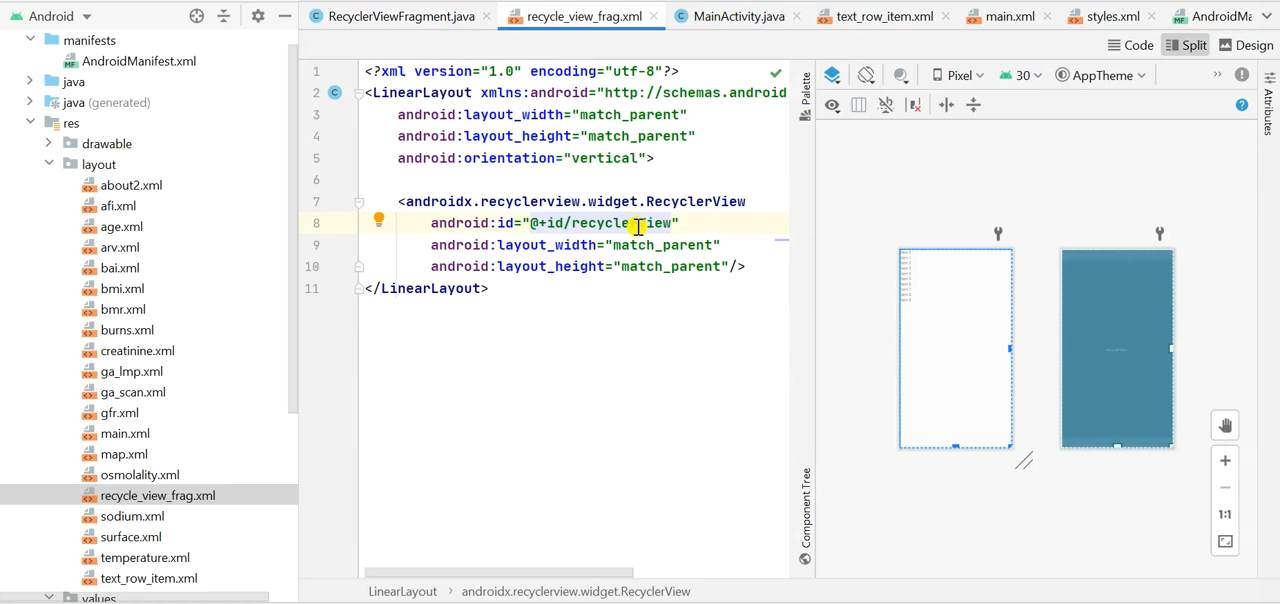 Android
RecyclerViewFragment.java
recycle_view_frag.xml
MainActivity.java
text_row_item.xml
main.xml
styles.xml
AndroidMa
Code
Split
Design
manifests
AndroidManifest.xml
java
java (generated)
res
drawable
layout
about2.xml
afi.xml
age.xml
arv.xml
bai.xml
bmi.xml
bmr.xml
burns.xml
creatinine.xml
ga_lmp.xml
ga_scan.xml
gfr.xml
main.xml
map.xml
osmolality.xml
recycle_view_frag.xml
sodium.xml
surface.xml
temperature.xml
text_row_item.xml
values
1 <?xml version="1.0" encoding="utf-8"?>
2 <LinearLayout xmlns:android="http://schemas.android
3 android:layout_width="match_parent"
4 android:layout_height="match_parent"
5 android:orientation="vertical">
6
7 <androidx.recyclerview.widget.RecyclerView
8 android:id="@+id/recyclerView"
9 android:layout_width="match_parent"
10 android:layout_height="match_parent"/>
11 </LinearLayout>
LinearLayout > androidx.recyclerview.widget.RecyclerView
Palette
Component Tree
Pixel
30
AppTheme
Attributes
1:1